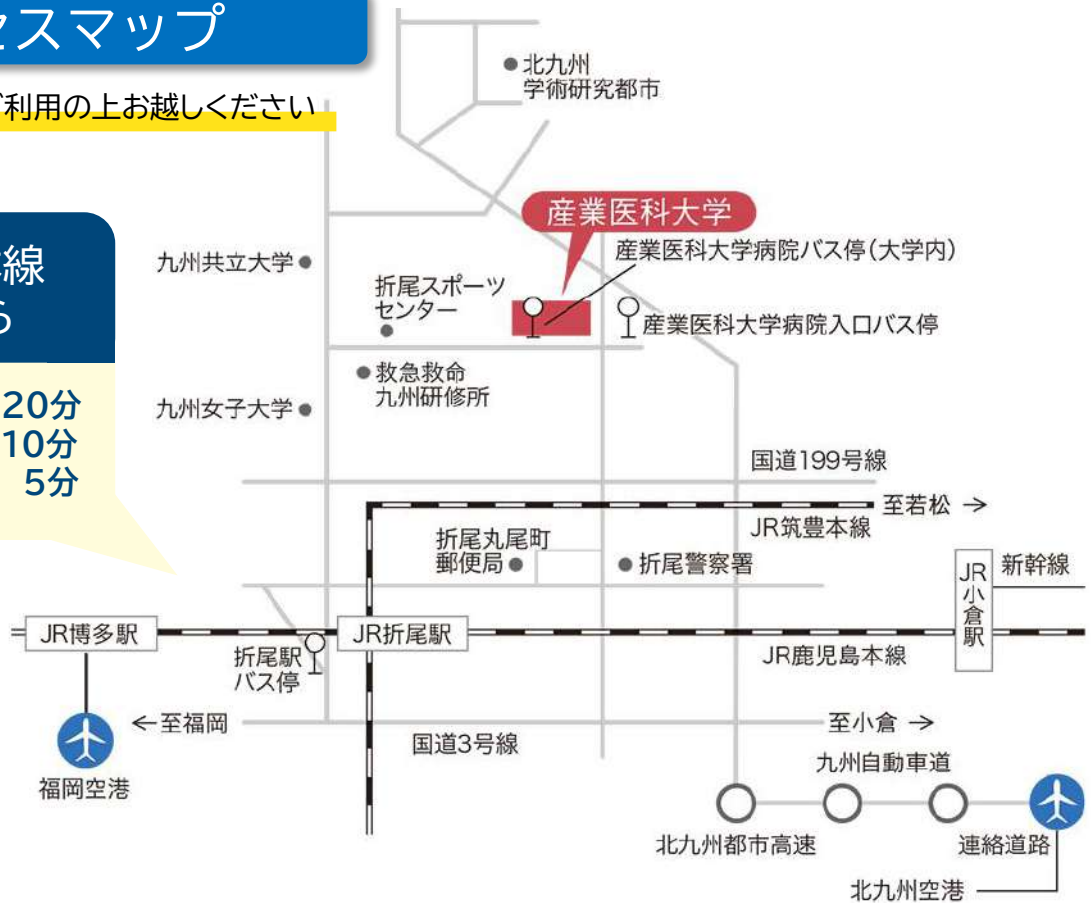 セスマップ
ご利用の上お越しください
北九州
学術研究都市
産業医科大学
産業医科大学病院バス停(大学内)
九州共立大学
折尾スポーツ
センター
産業医科大学病院入口バス停
線
ら
救急救命
九州研修所
九州女子大学
20分
10分
5分
国道199号線
至若松 →
JR筑豊本線
折尾丸尾町
郵便局
折尾警察署
JR小倉駅
新幹線
JR博多駅
JR折尾駅
折尾駅
バス停
JR鹿児島本線
←至福岡
国道3号線
至小倉 →
福岡空港
九州自動車道
北九州都市高速
連絡道路
北九州空港